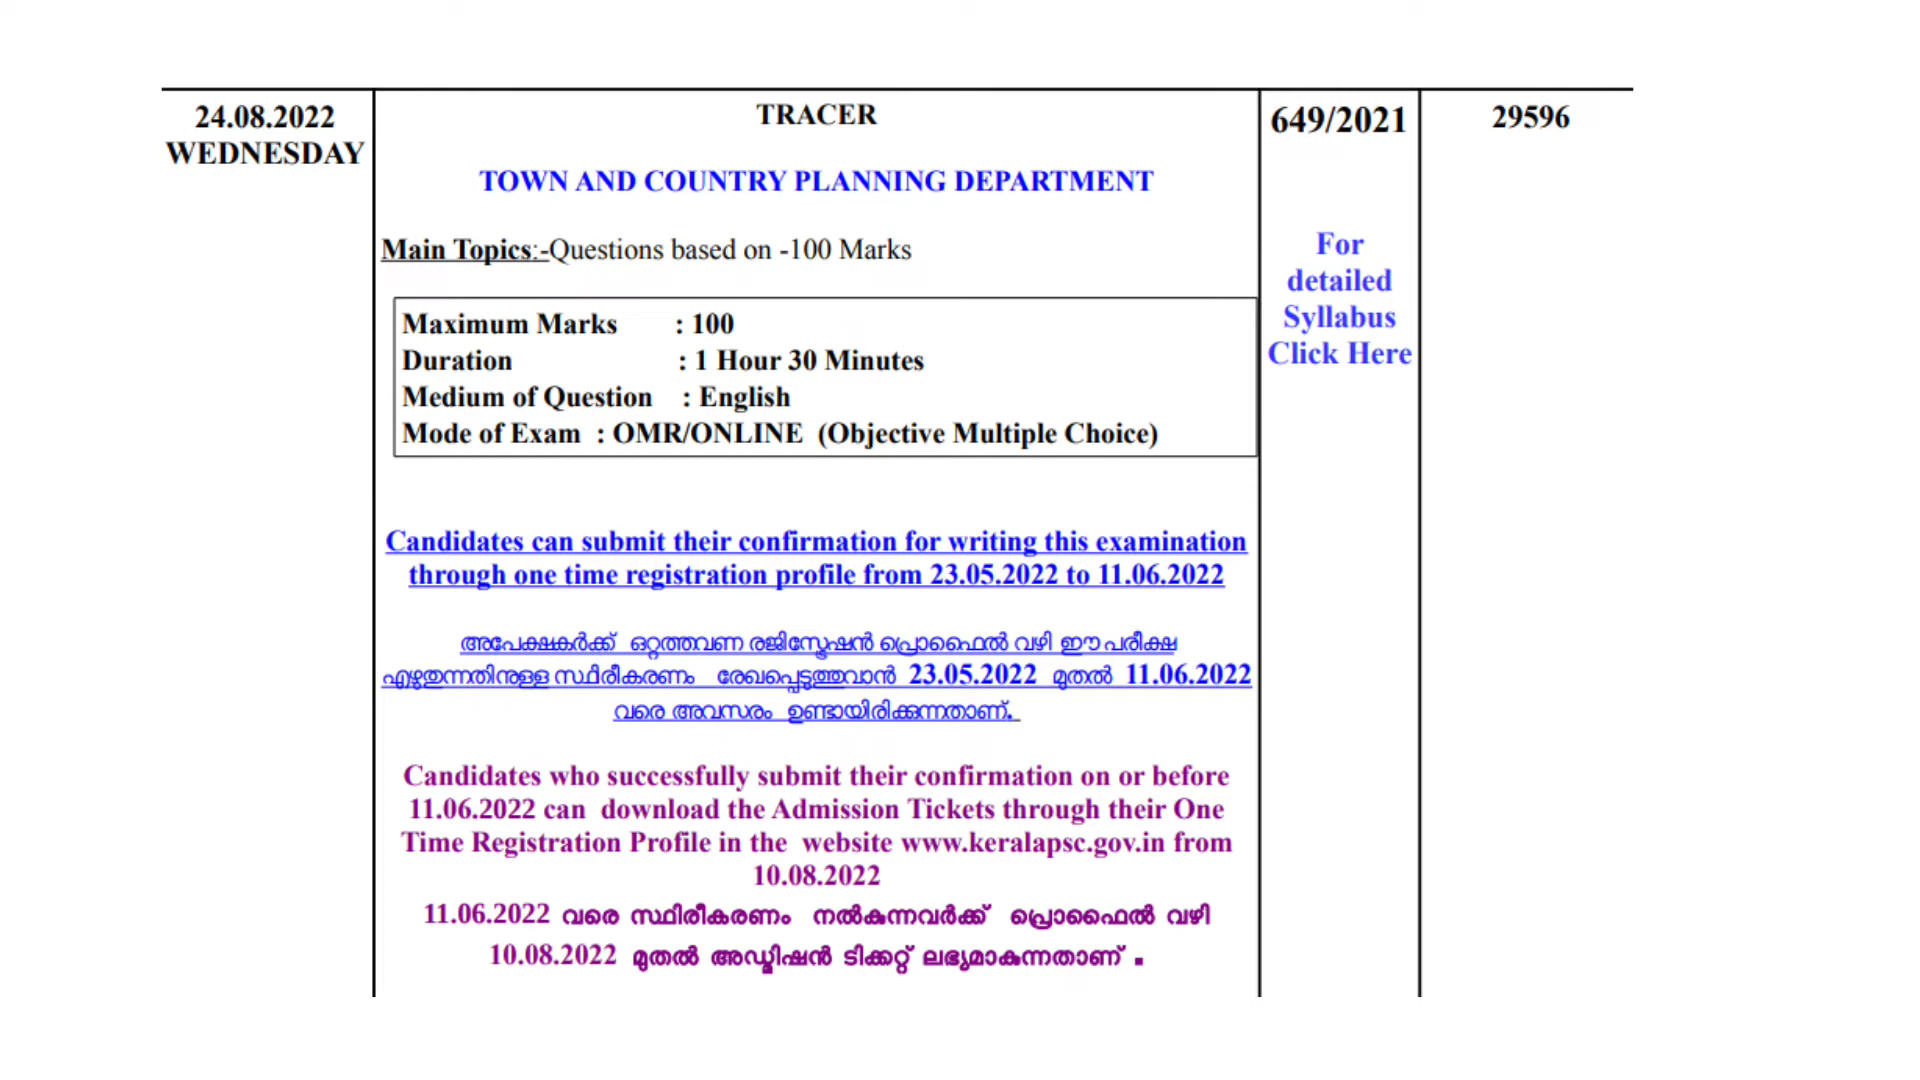 24.08.2022
WEDNESDAY
TRACER
TOWN AND COUNTRY PLANNING DEPARTMENT
Main Topics:-Questions based on -100 Marks
Maximum Marks : 100
Duration : 1 Hour 30 Minutes
Medium of Question : English
Mode of Exam : OMR/ONLINE (Objective Multiple Choice)
Candidates can submit their confirmation for writing this examination
through one time registration profile from 23.05.2022 to 11.06.2022
അപേക്ഷകർക്ക് ഒറ്റത്തവണ രജിസ്ട്രേഷൻ പ്രൊഫൈൽ വഴി ഈ പരീക്ഷ
എഴുതുന്നതിനുള്ള സ്ഥിരീകരണം രേഖപ്പെടുത്തുവാൻ 23.05.2022 മുതൽ 11.06.2022
വരെ അവസരം ഉണ്ടായിരിക്കുന്നതാണ്.
Candidates who successfully submit their confirmation on or before
11.06.2022 can download the Admission Tickets through their One
Time Registration Profile in the website www.keralapsc.gov.in from
10.08.2022
11.06.2022 വരെ സ്ഥിരീകരണം നൽകുന്നവർക്ക് പ്രൊഫൈൽ വഴി
10.08.2022 മുതൽ അഡ്മിഷൻ ടിക്കറ്റ് ലഭ്യമാകുന്നതാണ് .
649/2021
For
detailed
Syllabus
Click Here
29596